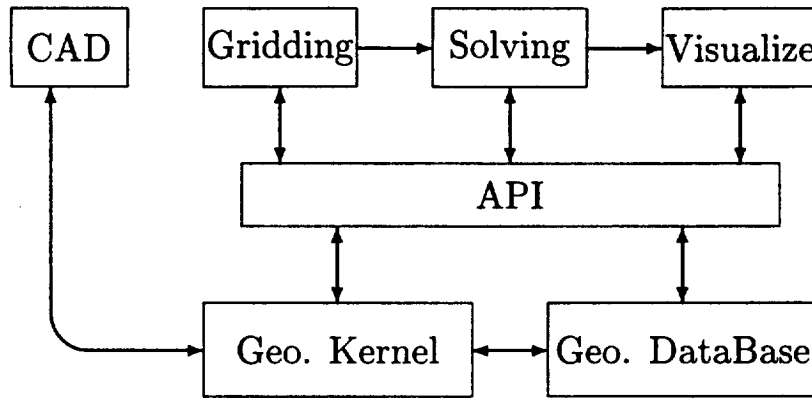 CAD
Gridding
Solving
Visualize
API
Geo. Kernel
Geo. DataBase